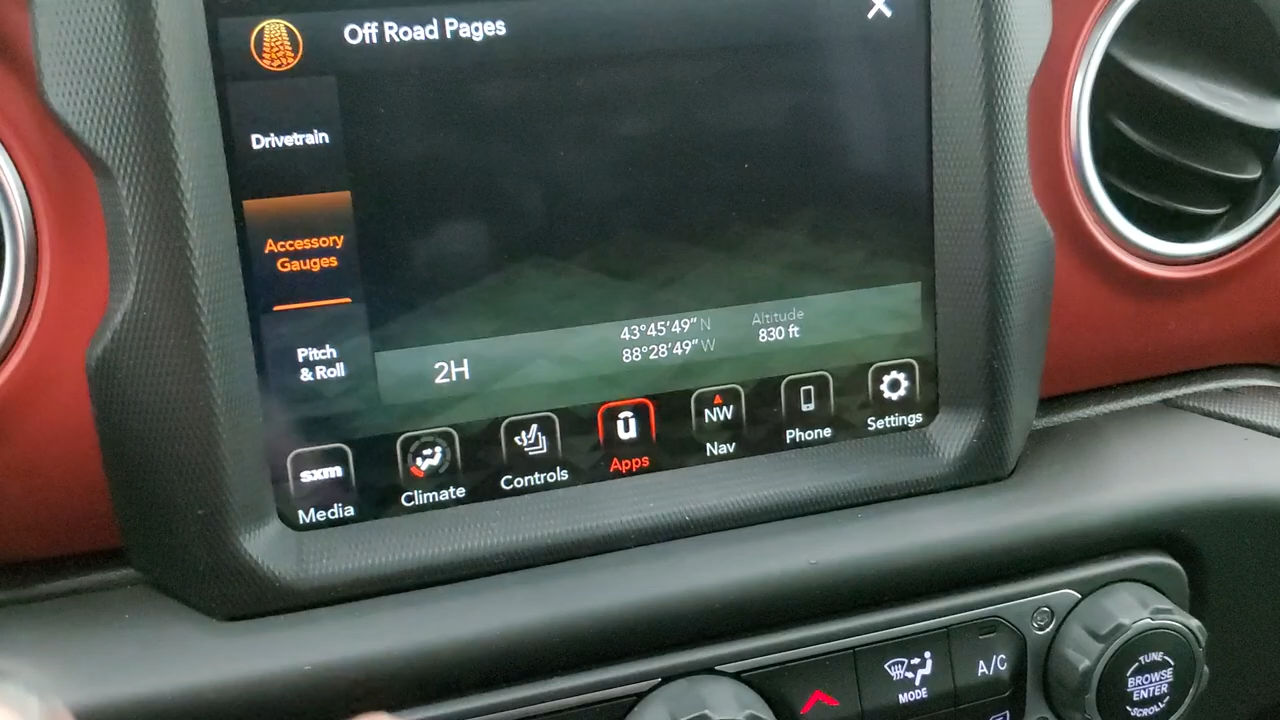 Off Road Pages
Drivetrain
Accessory
Gauges
Pitch
& Roll
2H
43°45'49" N
88°28'49" W
Altitude
830 ft
sxm
Media
Climate
Controls
Apps
NW
Nav
Phone
Settings
MODE
A/C
TUNE
BROWSE
ENTER
SCROLL